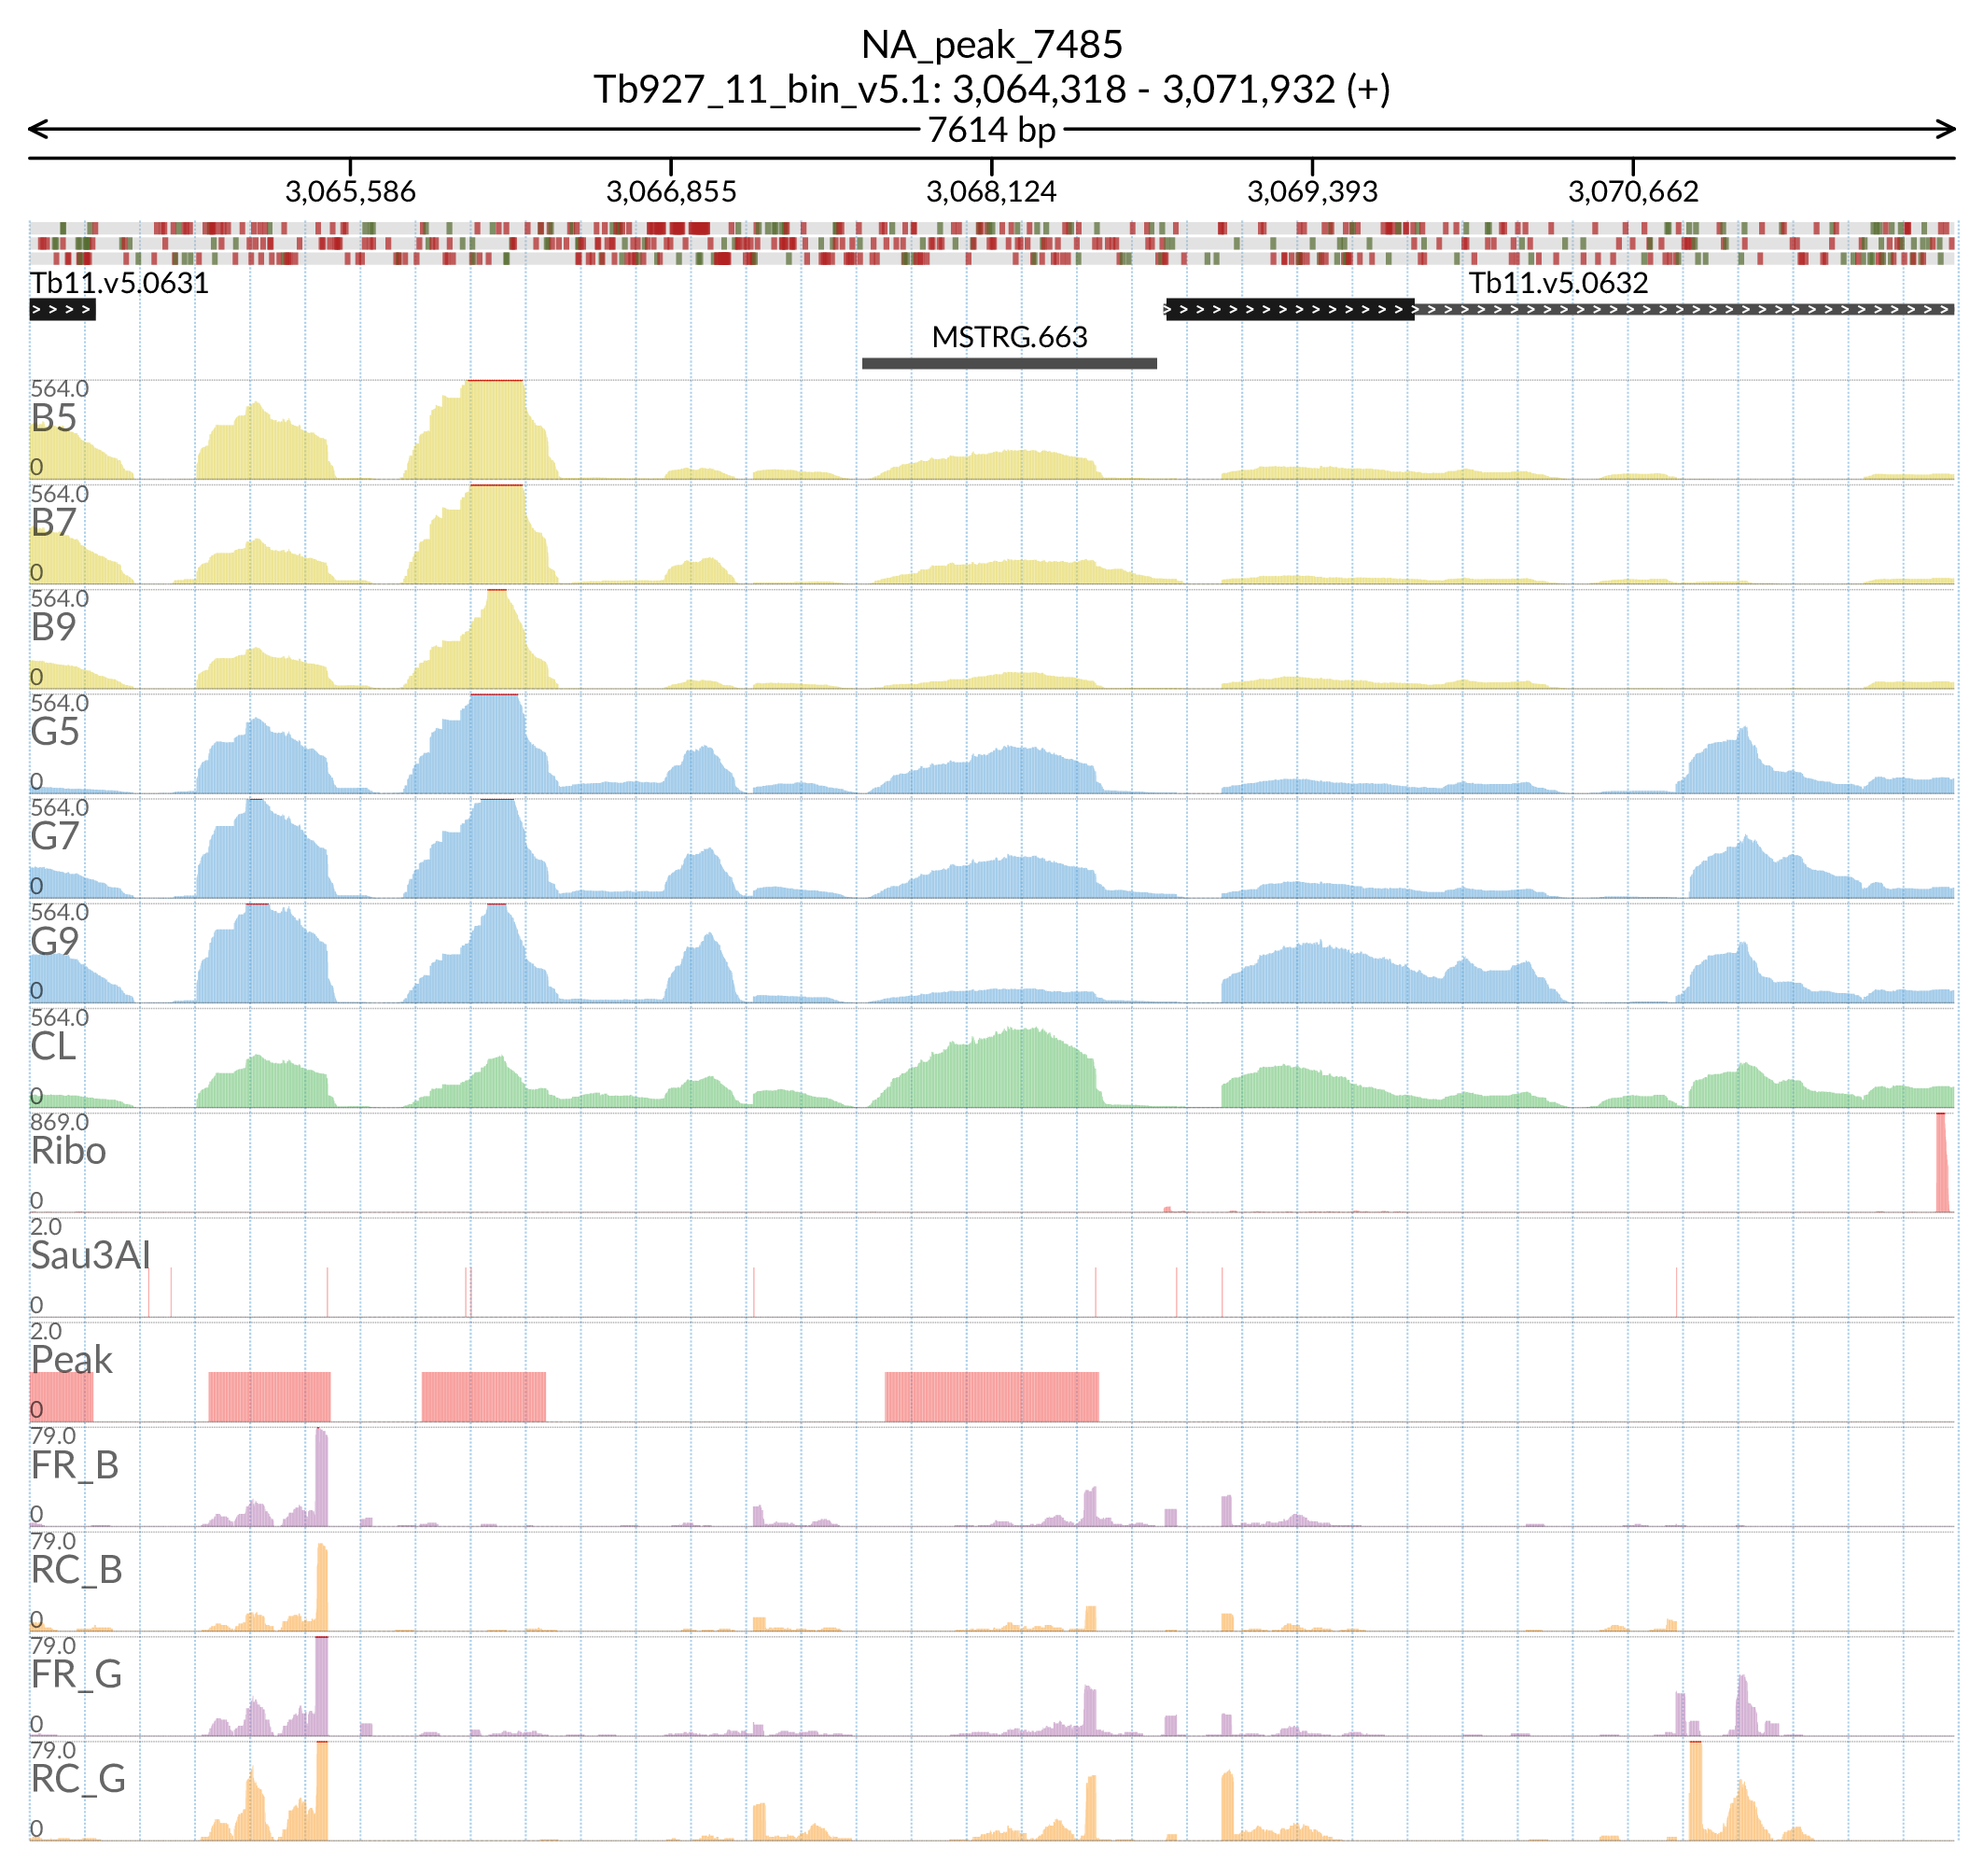 NA_peak_7485
Tb927_11_bin_v5.1: 3,064,318 - 3,071,932 (+)
7614 bp
3,065,586 3,066,855 3,068,124 3,069,393 3,070,662
Tb11.v5.0631 Tb11.v5.0632
MSTRG.663
564.0
B5
0
564.0
B7
0
564.0
B9
0
564.0
G5
0
564.0
G7
0
564.0
G9
0
564.0
CL
0
869.0
Ribo
0
2.0
Sau3AI
0
2.0
Peak
0
79.0
FR_B
0
79.0
RC_B
0
79.0
FR_G
0
79.0
RC_G
0